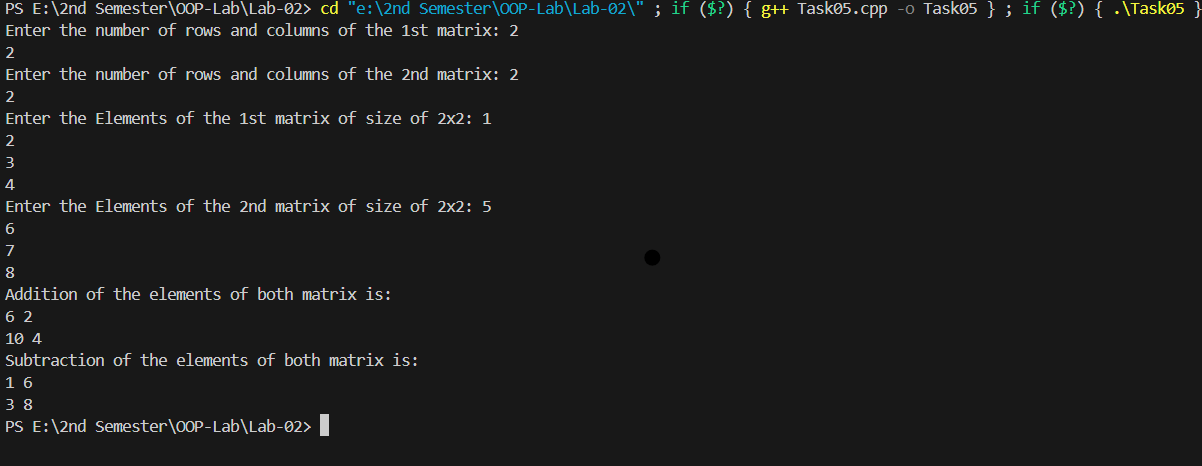 PS E:\2nd Semester\OOP-Lab\Lab-02> cd "e:\2nd Semester\OOP-Lab\Lab-02\" ; if ($?) { g++ Task05.cpp -o Task05 } ; if ($?) { .\Task05 }
Enter the number of rows and columns of the 1st matrix: 2
2
Enter the number of rows and columns of the 2nd matrix: 2
2
Enter the Elements of the 1st matrix of size of 2x2: 1
2
3
4
Enter the Elements of the 2nd matrix of size of 2x2: 5
6
7
8
Addition of the elements of both matrix is:
6 2
10 4
Subtraction of the elements of both matrix is:
1 6
3 8
PS E:\2nd Semester\OOP-Lab\Lab-02>